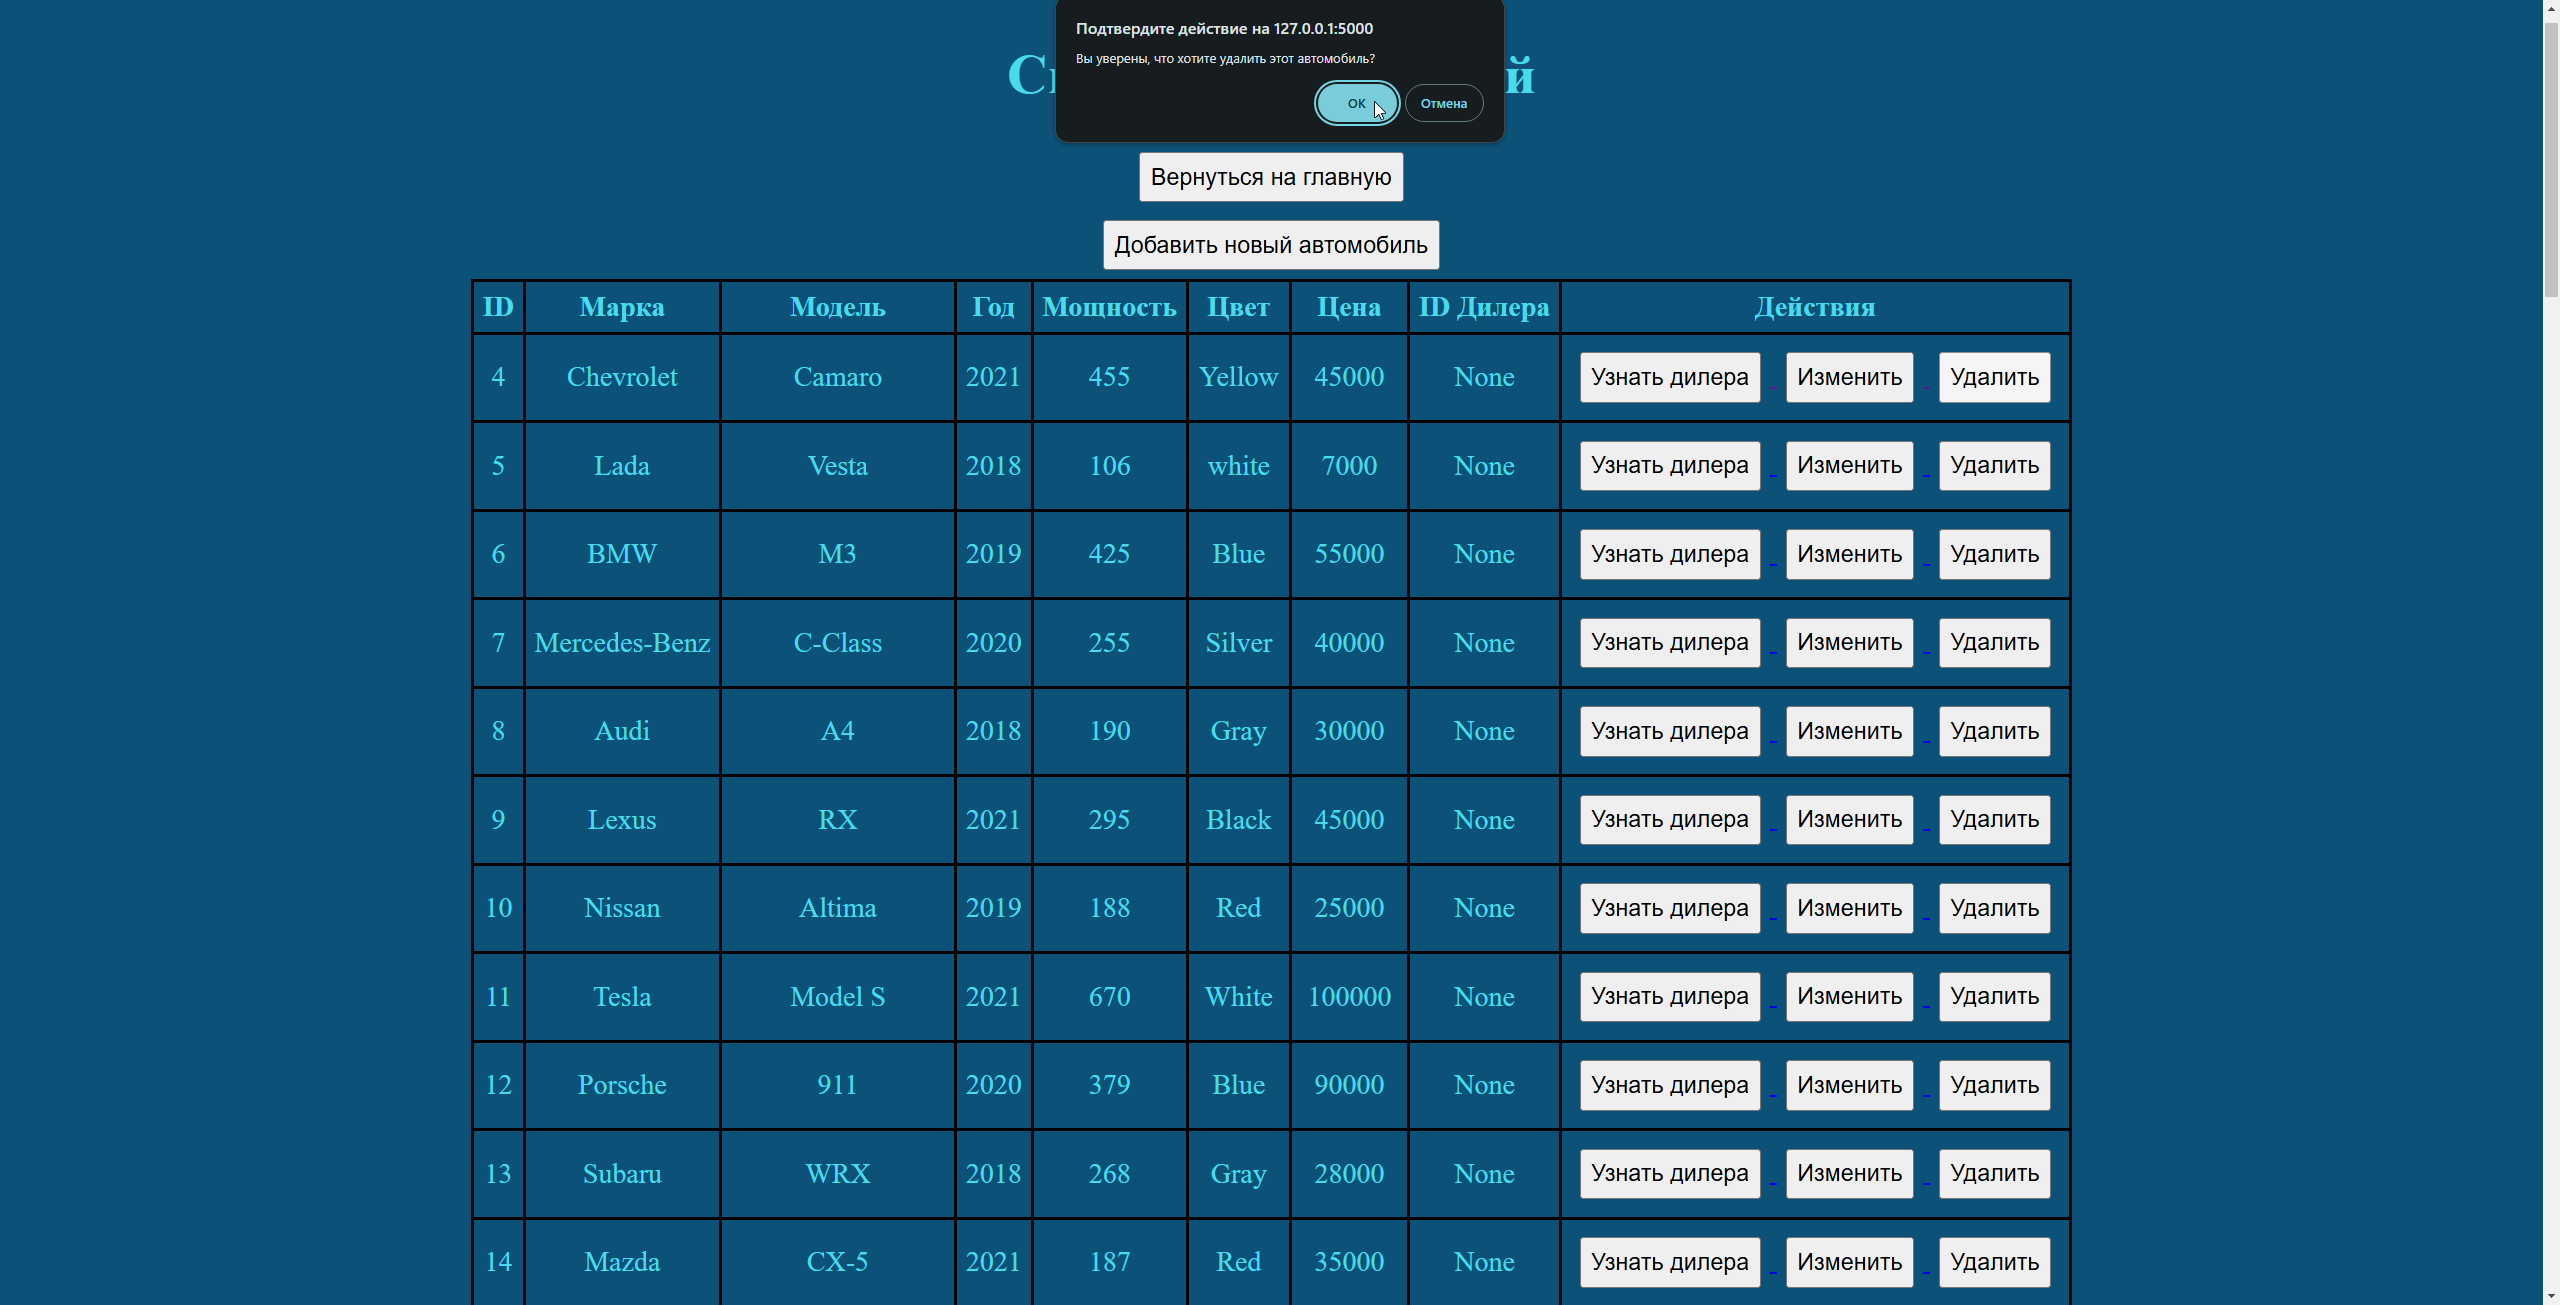 Подтвердите действие на 127.0.0.1:5000
Вы уверены, что хотите удалить этот автомобиль?
ОК Отмена
Вернуться на главную
Добавить новый автомобиль
ID Марка Модель Год Мощность Цвет Цена ID Дилера Действия
4 Chevrolet Camaro 2021 455 Yellow 45000 None Узнать дилера Изменить Удалить
5 Lada Vesta 2018 106 white 7000 None Узнать дилера Изменить Удалить
6 BMW M3 2019 425 Blue 55000 None Узнать дилера Изменить Удалить
7 Mercedes-Benz C-Class 2020 255 Silver 40000 None Узнать дилера Изменить Удалить
8 Audi A4 2018 190 Gray 30000 None Узнать дилера Изменить Удалить
9 Lexus RX 2021 295 Black 45000 None Узнать дилера Изменить Удалить
10 Nissan Altima 2019 188 Red 25000 None Узнать дилера Изменить Удалить
11 Tesla Model S 2021 670 White 100000 None Узнать дилера Изменить Удалить
12 Porsche 911 2020 379 Blue 90000 None Узнать дилера Изменить Удалить
13 Subaru WRX 2018 268 Gray 28000 None Узнать дилера Изменить Удалить
14 Mazda CX-5 2021 187 Red 35000 None Узнать дилера Изменить Удалить